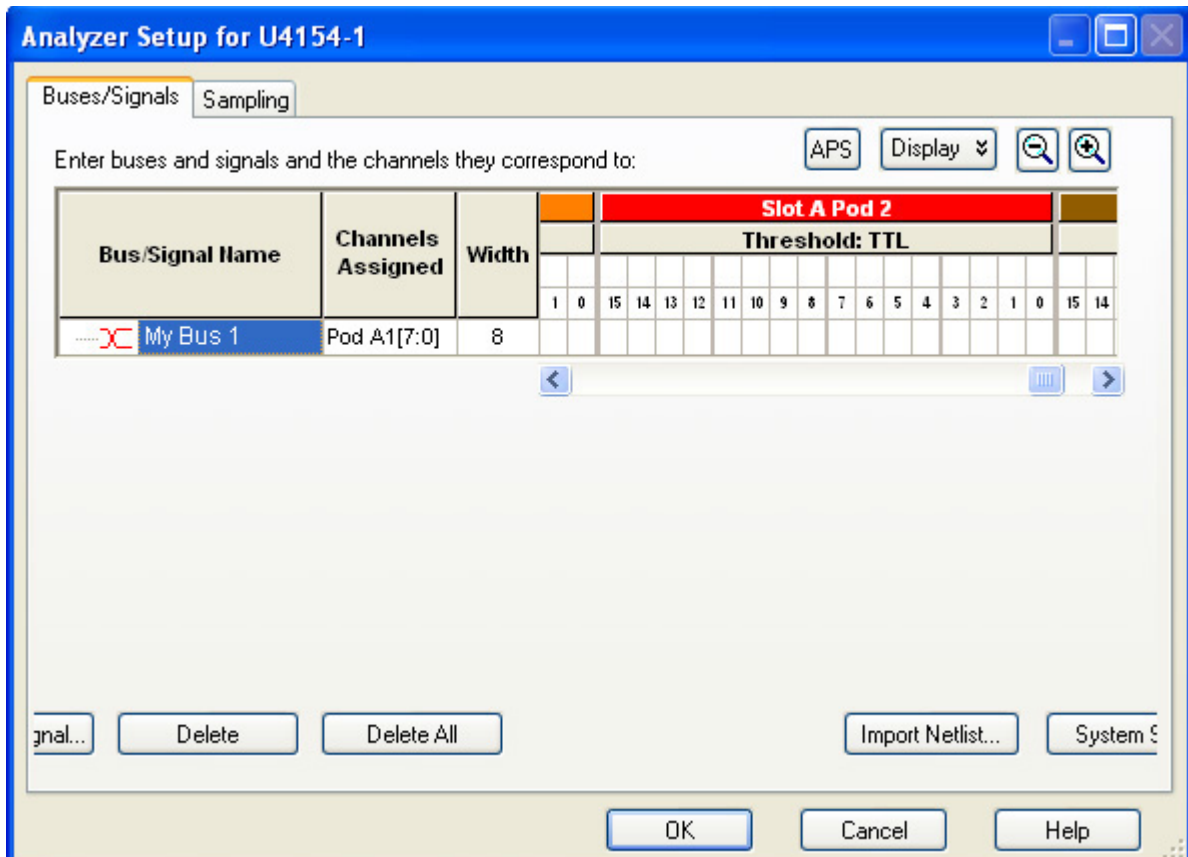 Analyzer Setup for U4154-1
Buses/Signals Sampling
APS Display
Enter buses and signals and the channels they correspond to:
Bus/Signal Name Channels Assigned Width
Slot A Pod 2
Threshold: TTL
1 0 15 14 13 12 11 10 9 8 7 6 5 4 3 2 1 0 15 14
My Bus 1 Pod A1[7:0] 8
gnal... Delete Delete All Import Netlist... System S
OK Cancel Help